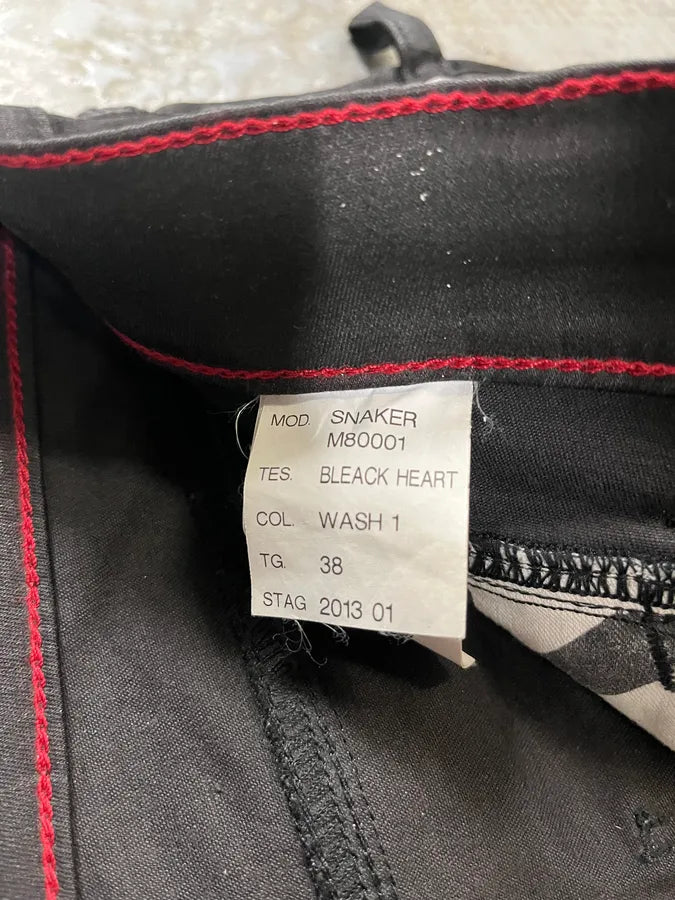 MOD. SNAKER
M80001
TES. BLEACK HEART
COL. WASH 1
TG. 38
STAG 2013 01